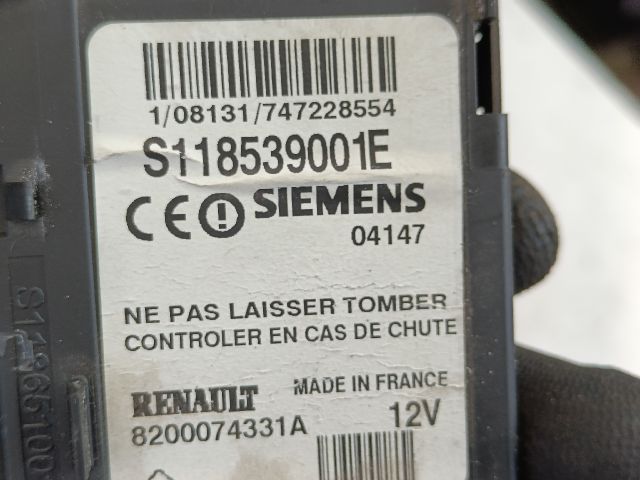 1/08131/747228554
S118539001E
CE SIEMENS
04147
NE PAS LAISSER TOMBER
CONTROLER EN CAS DE CHUTE
RENAULT MADE IN FRANCE
8200074331A 12V